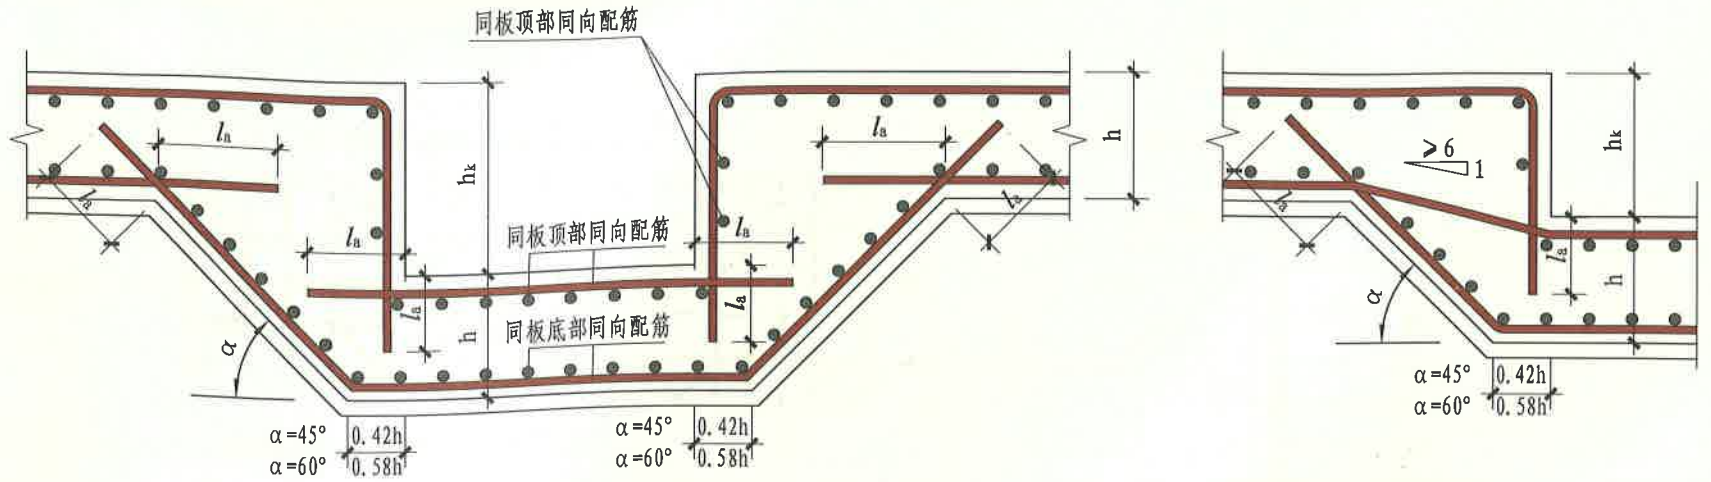 同板顶部同向配筋
lₐ
hₖ
lₐ
h
lₐ
lₐ
同板顶部同向配筋
lₐ
lₐ
lₐ
lₐ
h
同板底部同向配筋
α
α=45° 0.42h
α=60° 0.58h
α=45° 0.42h
α=60° 0.58h
⩾6
1
hₖ
lₐ
lₐ
h
α
α=45° 0.42h
α=60° 0.58h